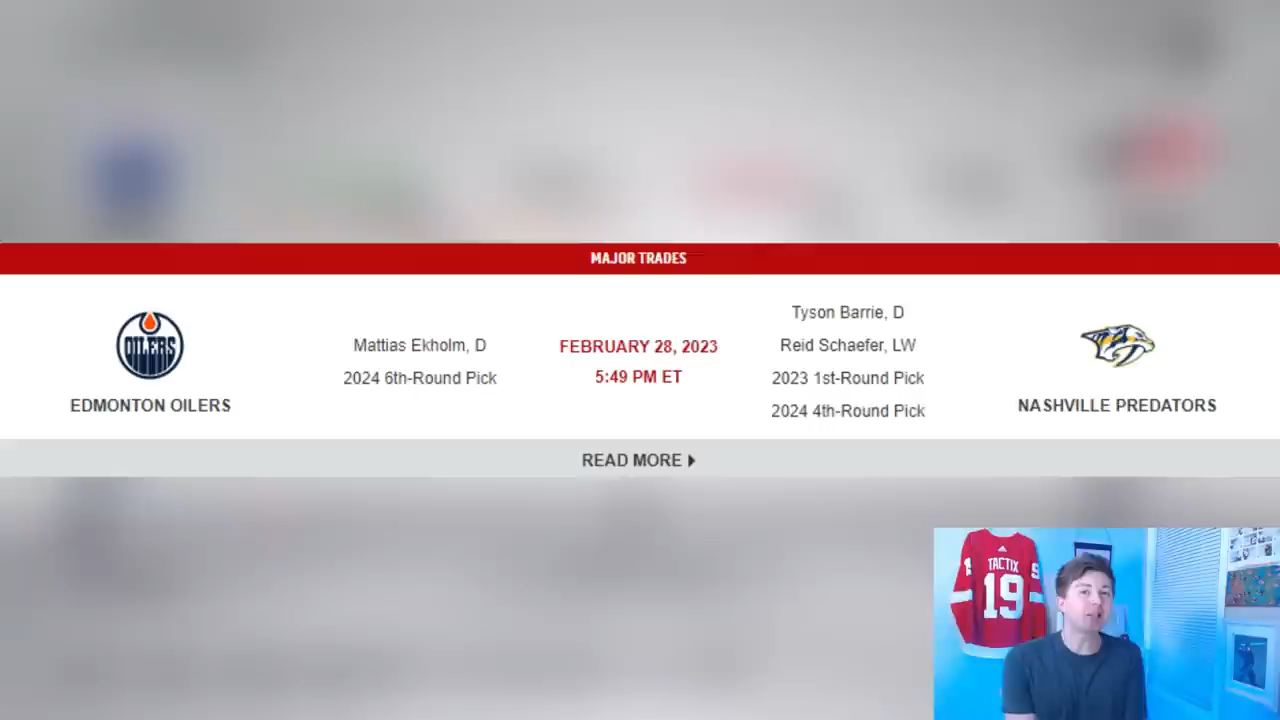 MAJOR TRADES
OILERS
EDMONTON OILERS
Mattias Ekholm, D
2024 6th-Round Pick
FEBRUARY 28, 2023
5:49 PM ET
Tyson Barrie, D
Reid Schaefer, LW
2023 1st-Round Pick
2024 4th-Round Pick
NASHVILLE PREDATORS
READ MORE
TACTIX
19